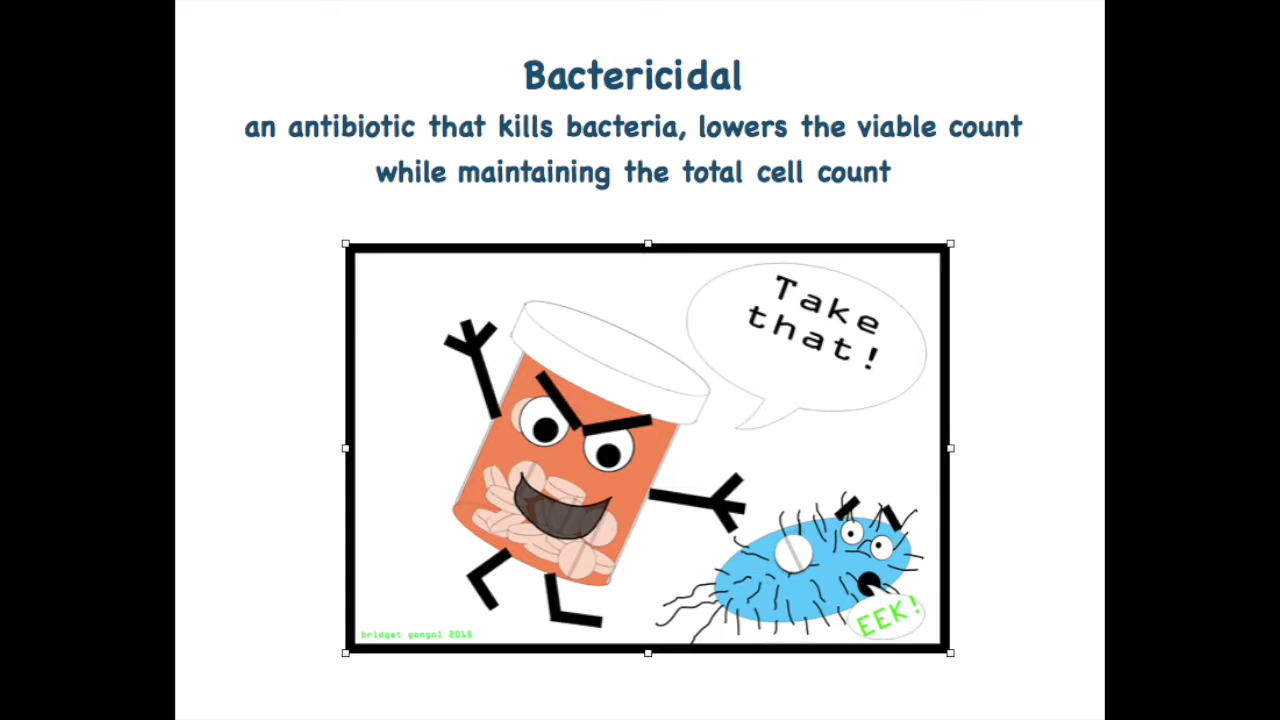 Bactericidal
an antibiotic that kills bacteria, lowers the viable count
while maintaining the total cell count
Take
that!
EEK!
bridget gongol 2015